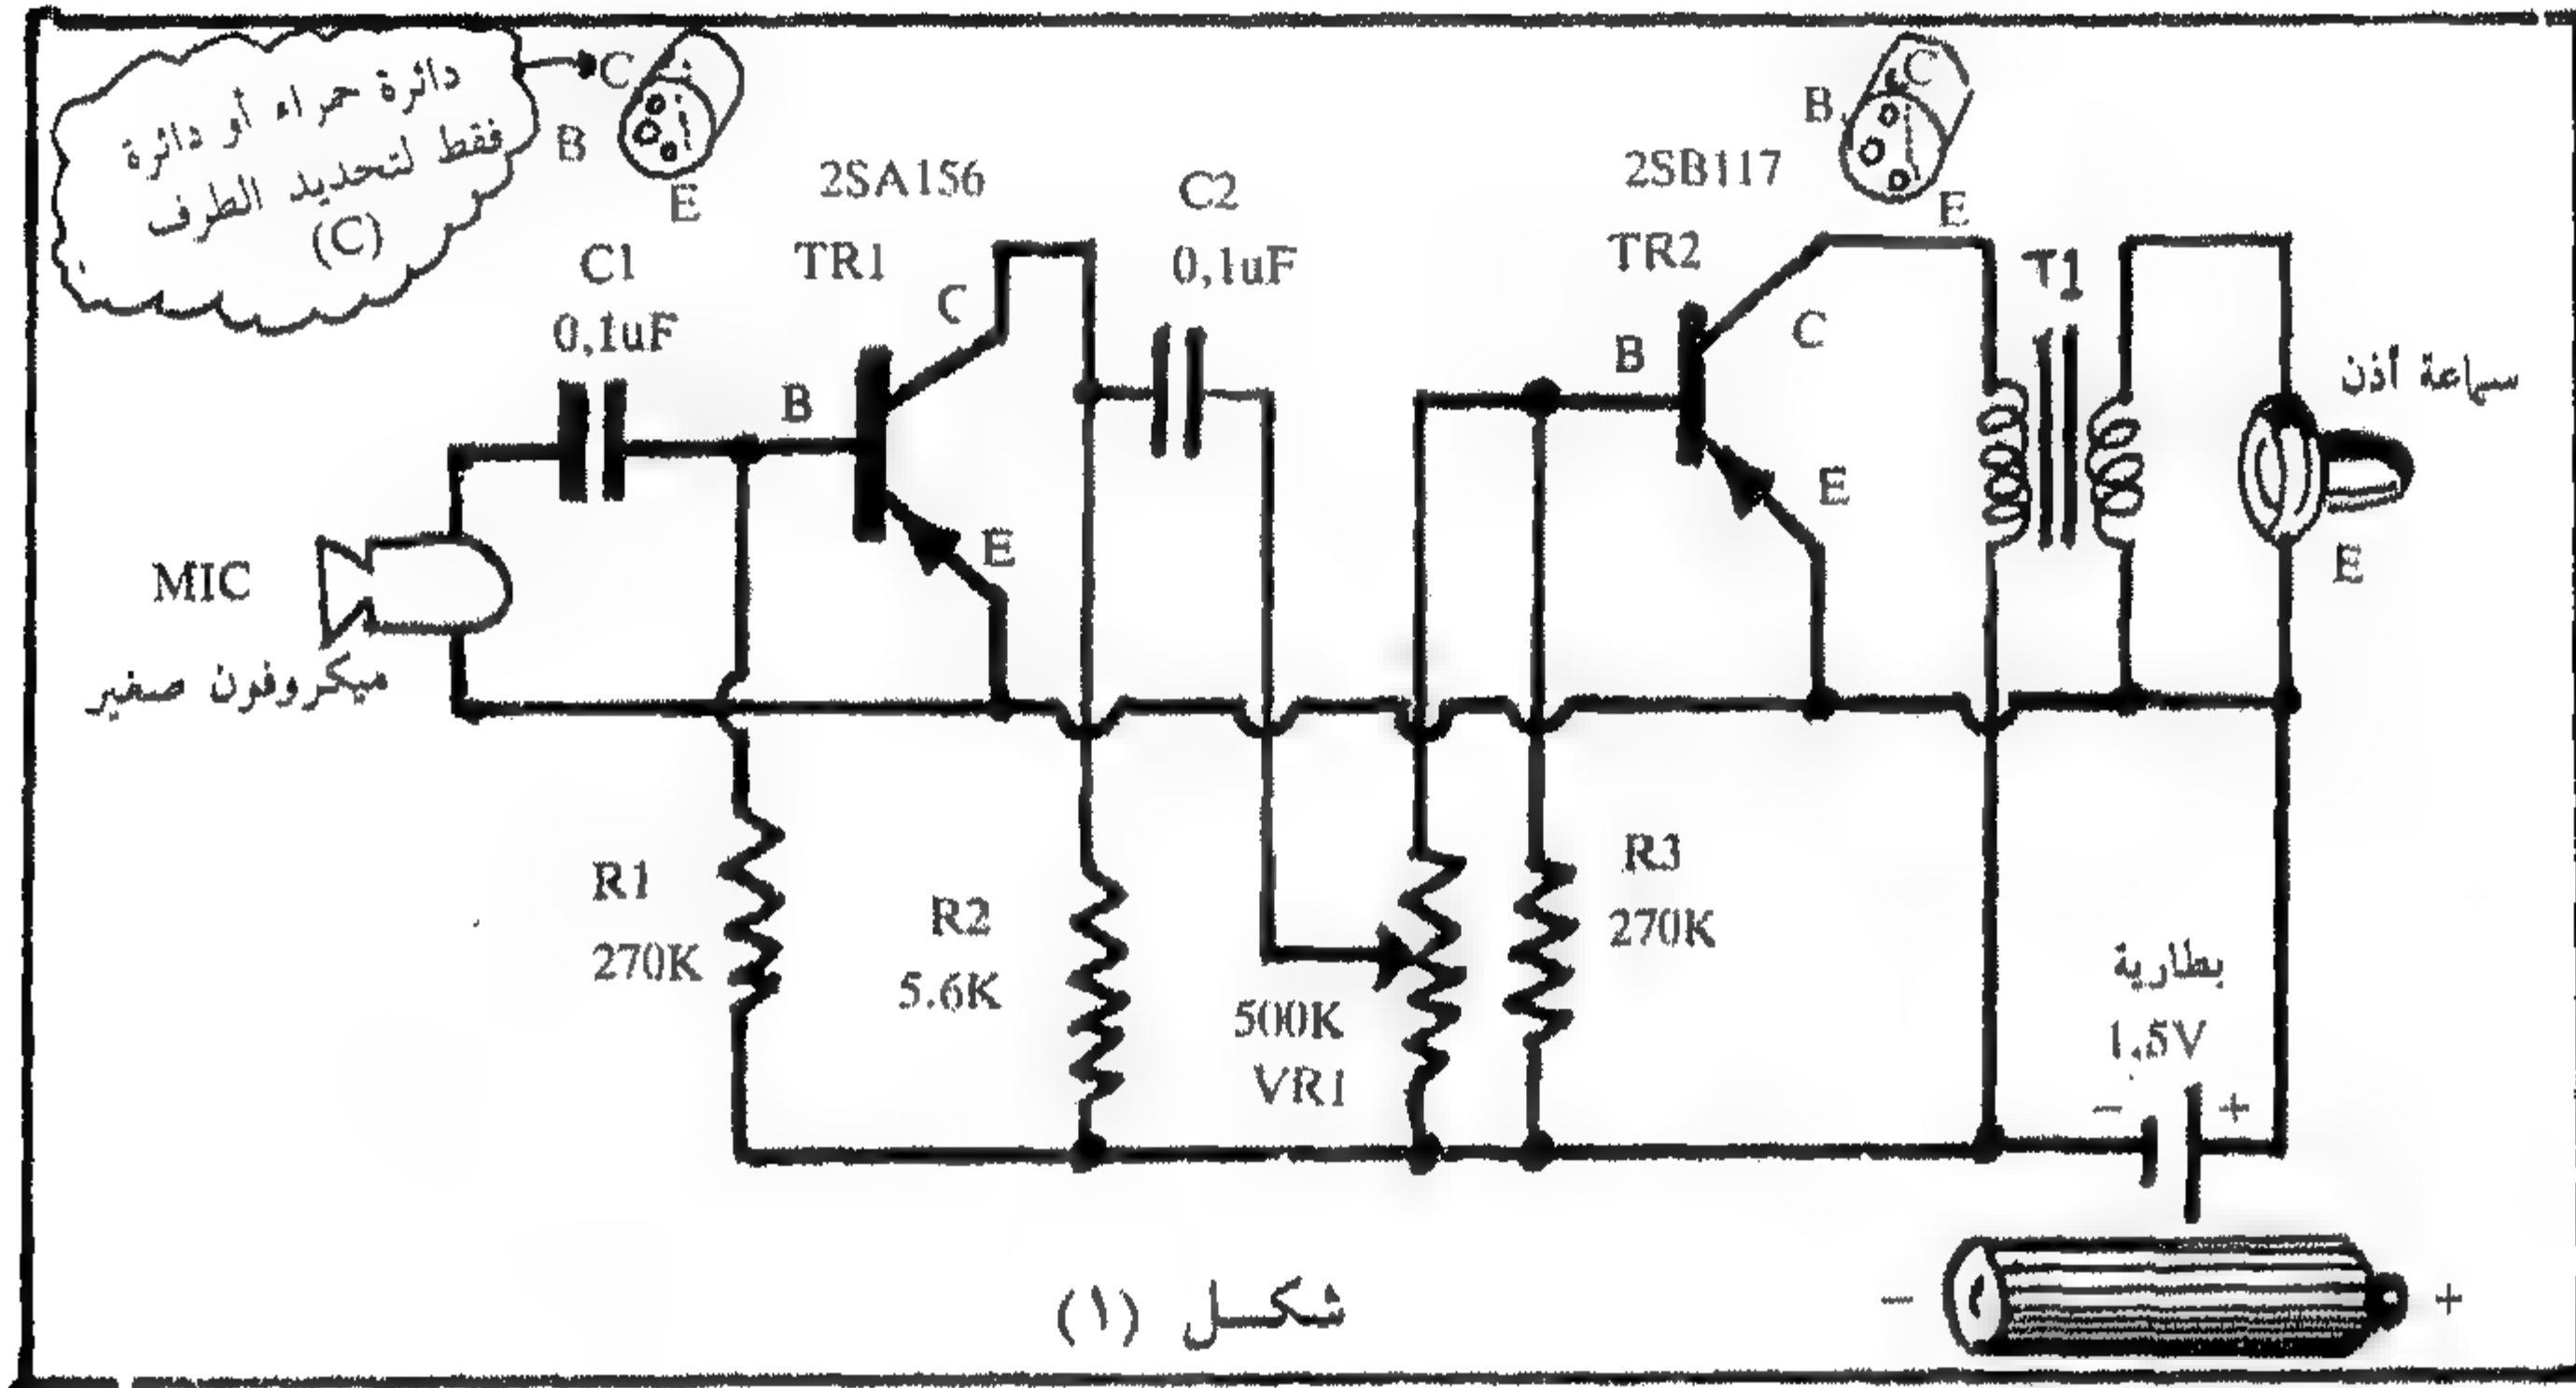 دائرة حمراء أو دائرة
فقط لتحديد الطرف
(C)
C
B
E
2SA156
TR1
C1
0,1uF
C2
0,1uF
2SB117
TR2
B
C
E
T1
B
C
E
B
C
E
سماعة أذن
E
MIC
ميكروفون صغير
R1
270K
R2
5.6K
500K
VR1
R3
270K
بطارية
1.5V
- +
- +
شكل (١)